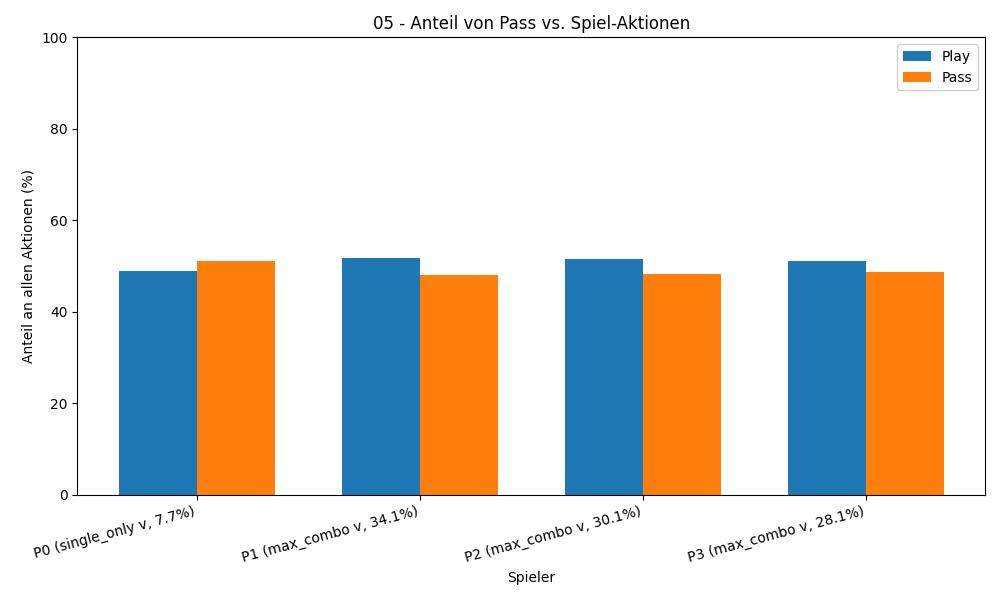 05 - Anteil von Pass vs. Spiel-Aktionen
Play
Pass
Anteil an allen Aktionen (%)
100
80
60
40
20
0
P0 (single_only v, 7.7%)
P1 (max_combo v, 34.1%)
P2 (max_combo v, 30.1%)
P3 (max_combo v, 28.1%)
Spieler